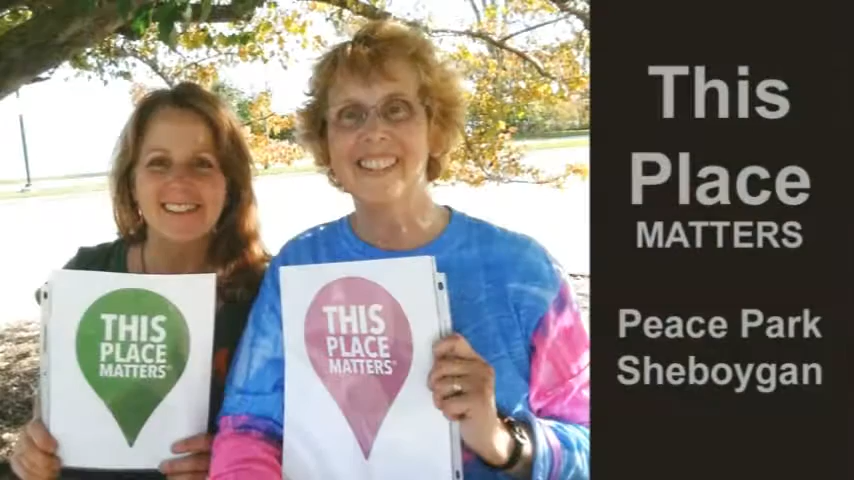 THIS
PLACE
MATTERS
THIS
PLACE
MATTERS
This
Place
MATTERS
Peace Park
Sheboygan